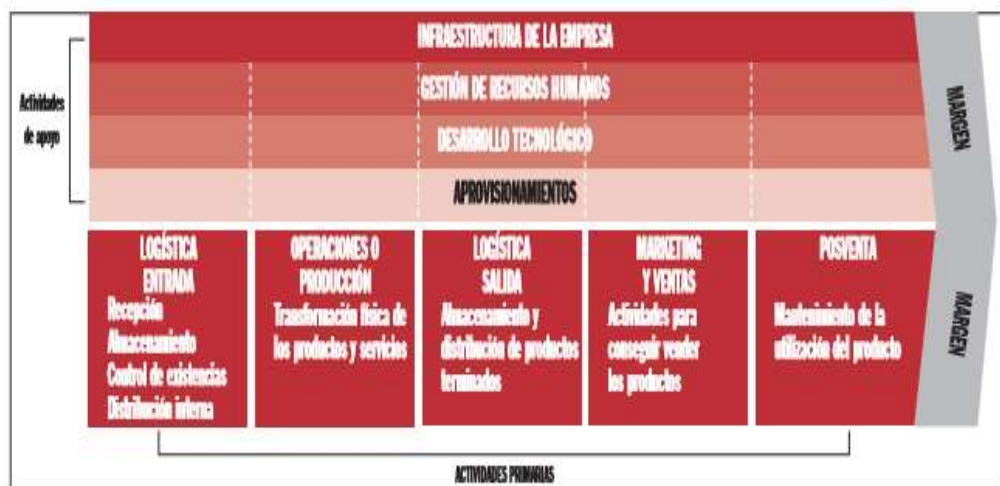 Actividades
de apoyo
INFRAESTRUCTURA DE LA EMPRESA
GESTIÓN DE RECURSOS HUMANOS
DESARROLLO TECNOLÓGICO
APROVISIONAMIENTOS
MARGEN
LOGÍSTICA
ENTRADA
Recepción
Almacenamiento
Control de existencias
Distribución interna
OPERACIONES O
PRODUCCIÓN
Transformación física de
los productos y servicios
LOGÍSTICA
SALIDA
Almacenamiento y
distribución de productos
terminados
MARKETING
Y VENTAS
Actividades para
conseguir vender
los productos
POSVENTA
Mantenimiento de la
utilización del producto
MARGEN
ACTIVIDADES PRIMARIAS